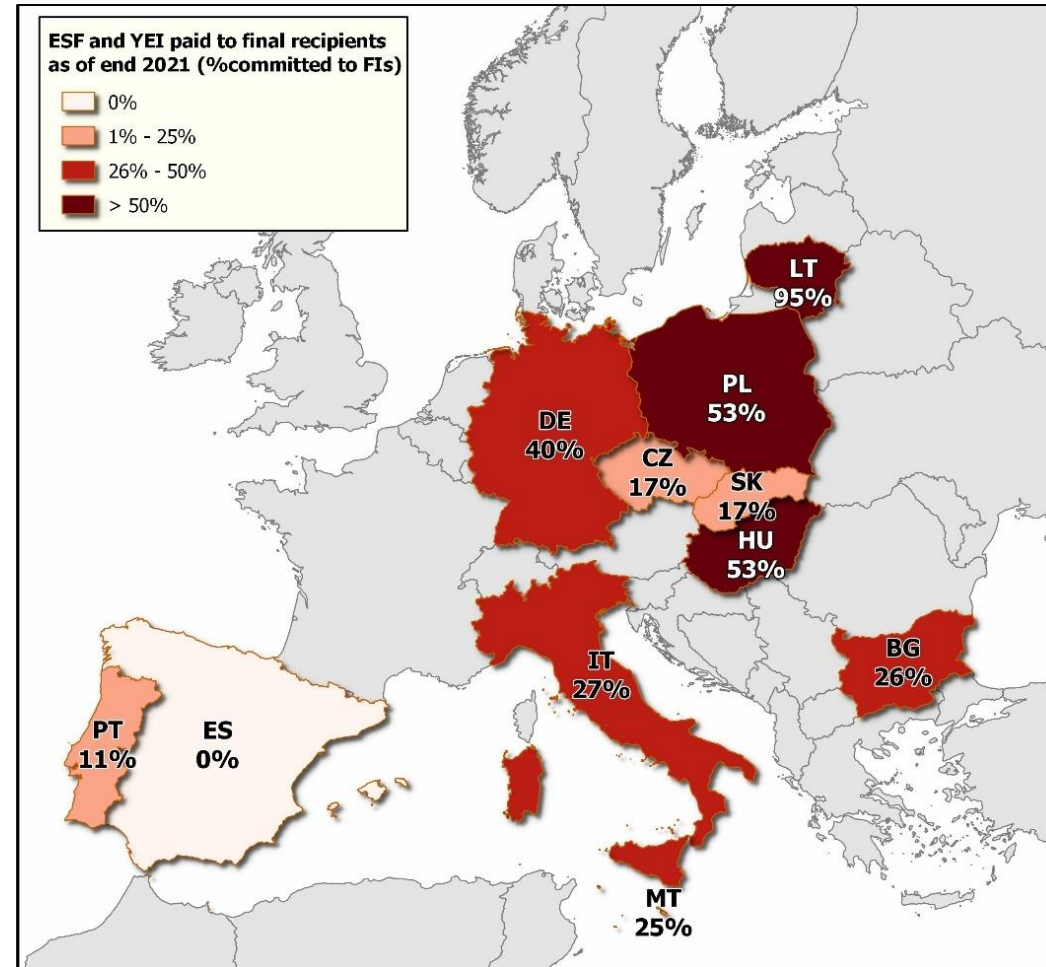 ESF and YEI paid to final recipients
as of end 2021 (%committed to FIs)
0%
1% - 25%
26% - 50%
> 50%
LT
95%
PL
53%
DE
40%
CZ
17%
SK
17%
HU
53%
BG
26%
IT
27%
PT
11%
ES
0%
MT
25%